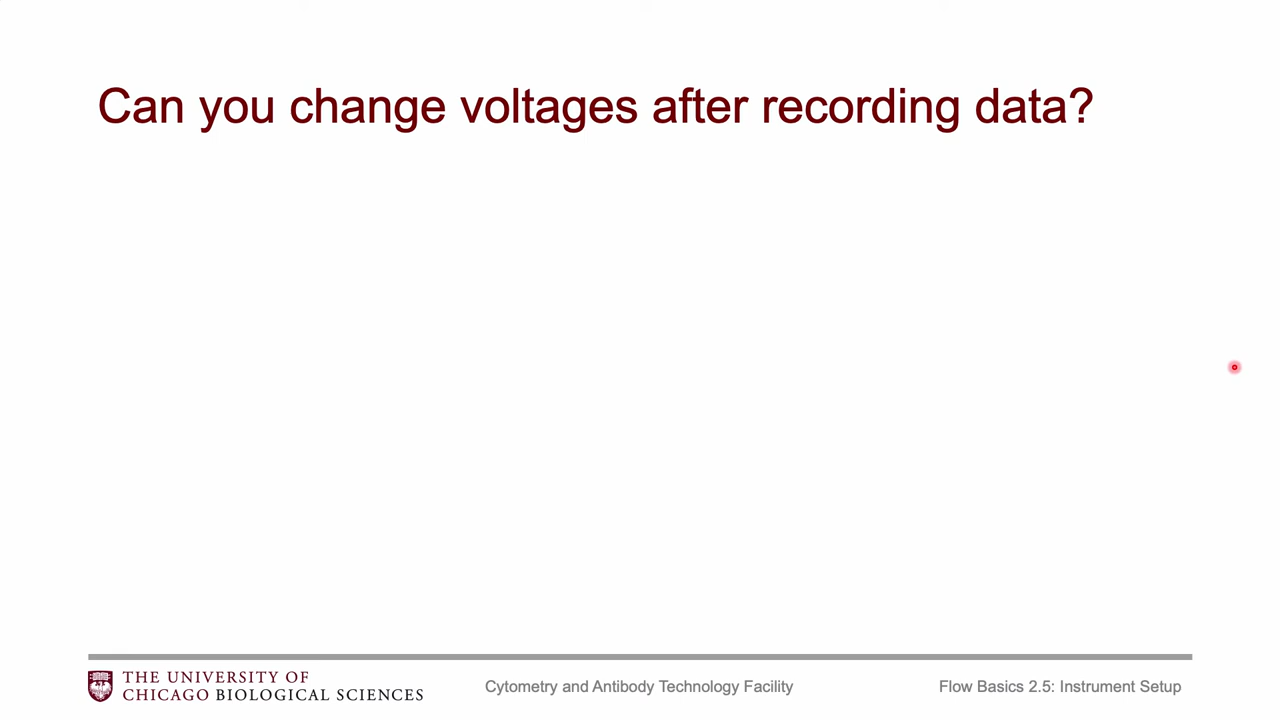 Can you change voltages after recording data?
THE UNIVERSITY OF
CHICAGO BIOLOGICAL SCIENCES
Cytometry and Antibody Technology Facility
Flow Basics 2.5: Instrument Setup